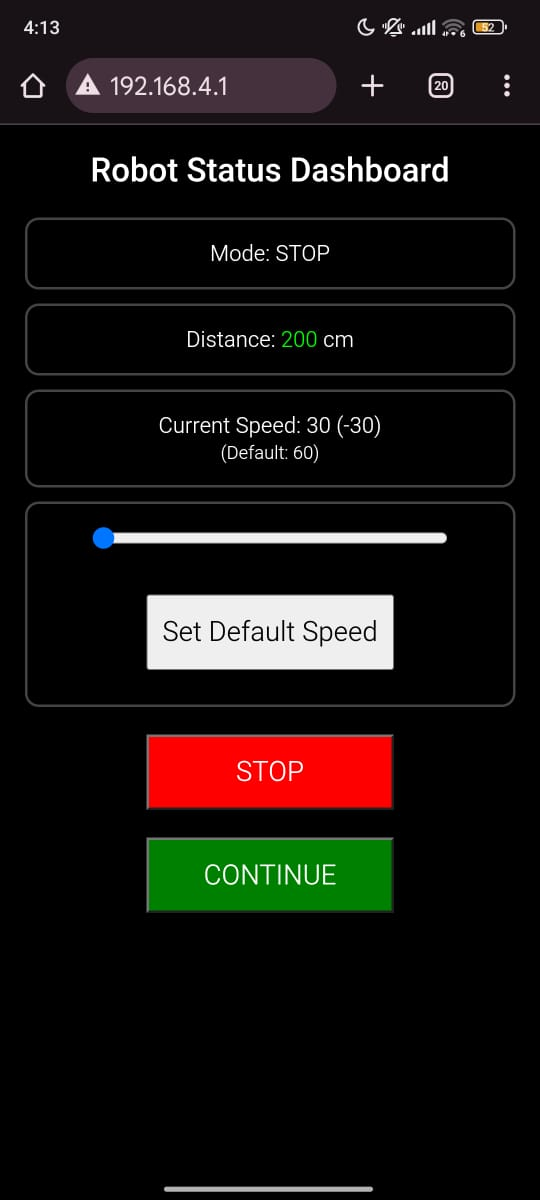 4:13
6
52
192.168.4.1
20
Robot Status Dashboard
Mode: STOP
Distance: 200 cm
Current Speed: 30 (-30)
(Default: 60)
Set Default Speed
STOP
CONTINUE